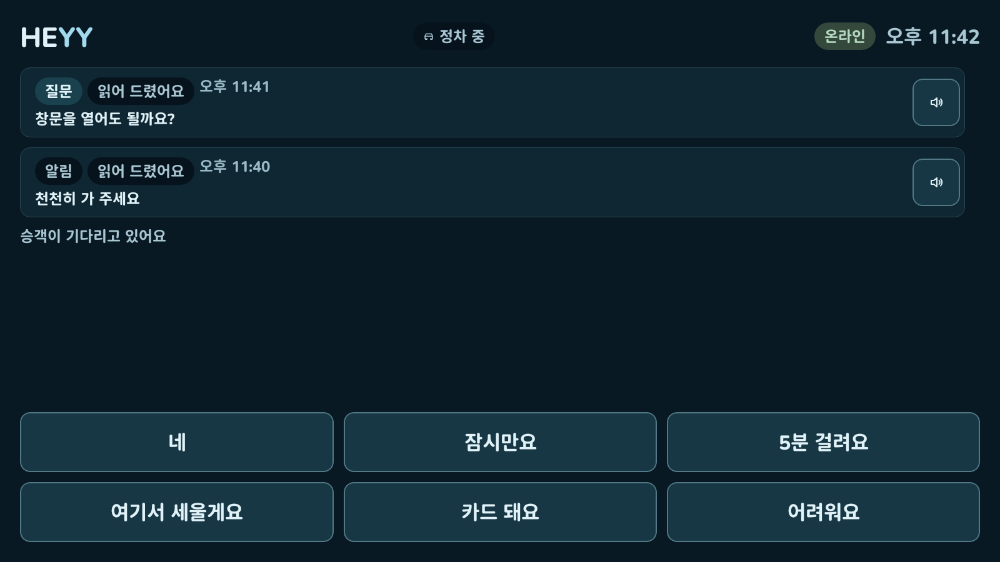 HEYY
정차 중
온라인 오후 11:42
질문 읽어 드렸어요 오후 11:41
창문을 열어도 될까요?
알림 읽어 드렸어요 오후 11:40
천천히 가 주세요
승객이 기다리고 있어요
네
잠시만요
5분 걸려요
여기서 세울게요
카드 돼요
어려워요